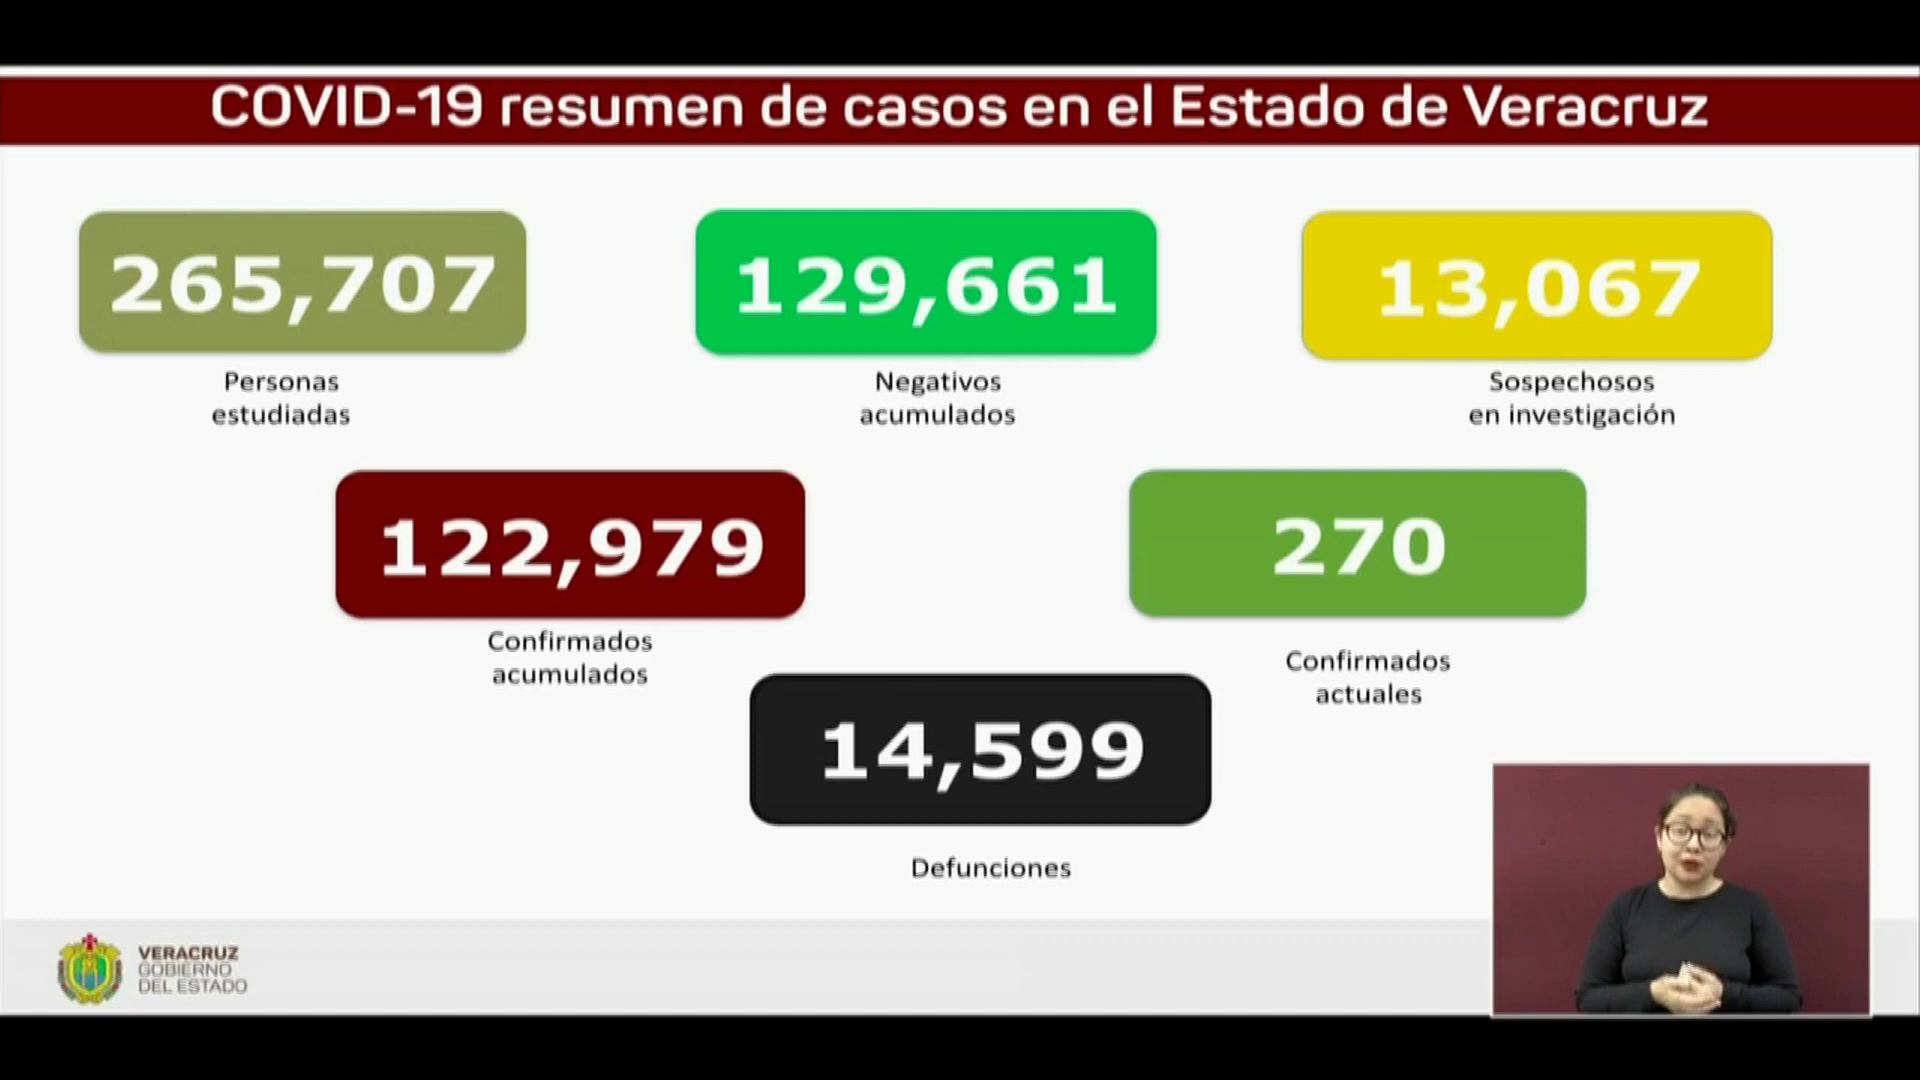 COVID-19 resumen de casos en el Estado de Veracruz
265,707
Personas
estudiadas
129,661
Negativos
acumulados
13,067
Sospechosos
en investigación
122,979
Confirmados
acumulados
270
Confirmados
actuales
14,599
Defunciones
VERACRUZ
GOBIERNO
DEL ESTADO